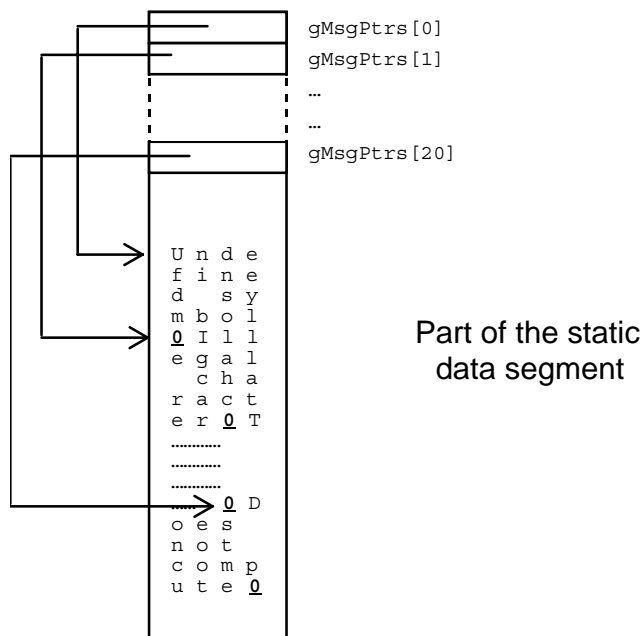 gMsgPtrs[0]
gMsgPtrs[1]
…
…
gMsgPtrs[20]
U n d e
f i n e
d s y
m b o l
0 I l l
e g a l
c h a
r a c t
e r 0 T
…………
…………
…………
…… 0 D
o e s
n o t
c o m p
u t e 0
Part of the static
data segment